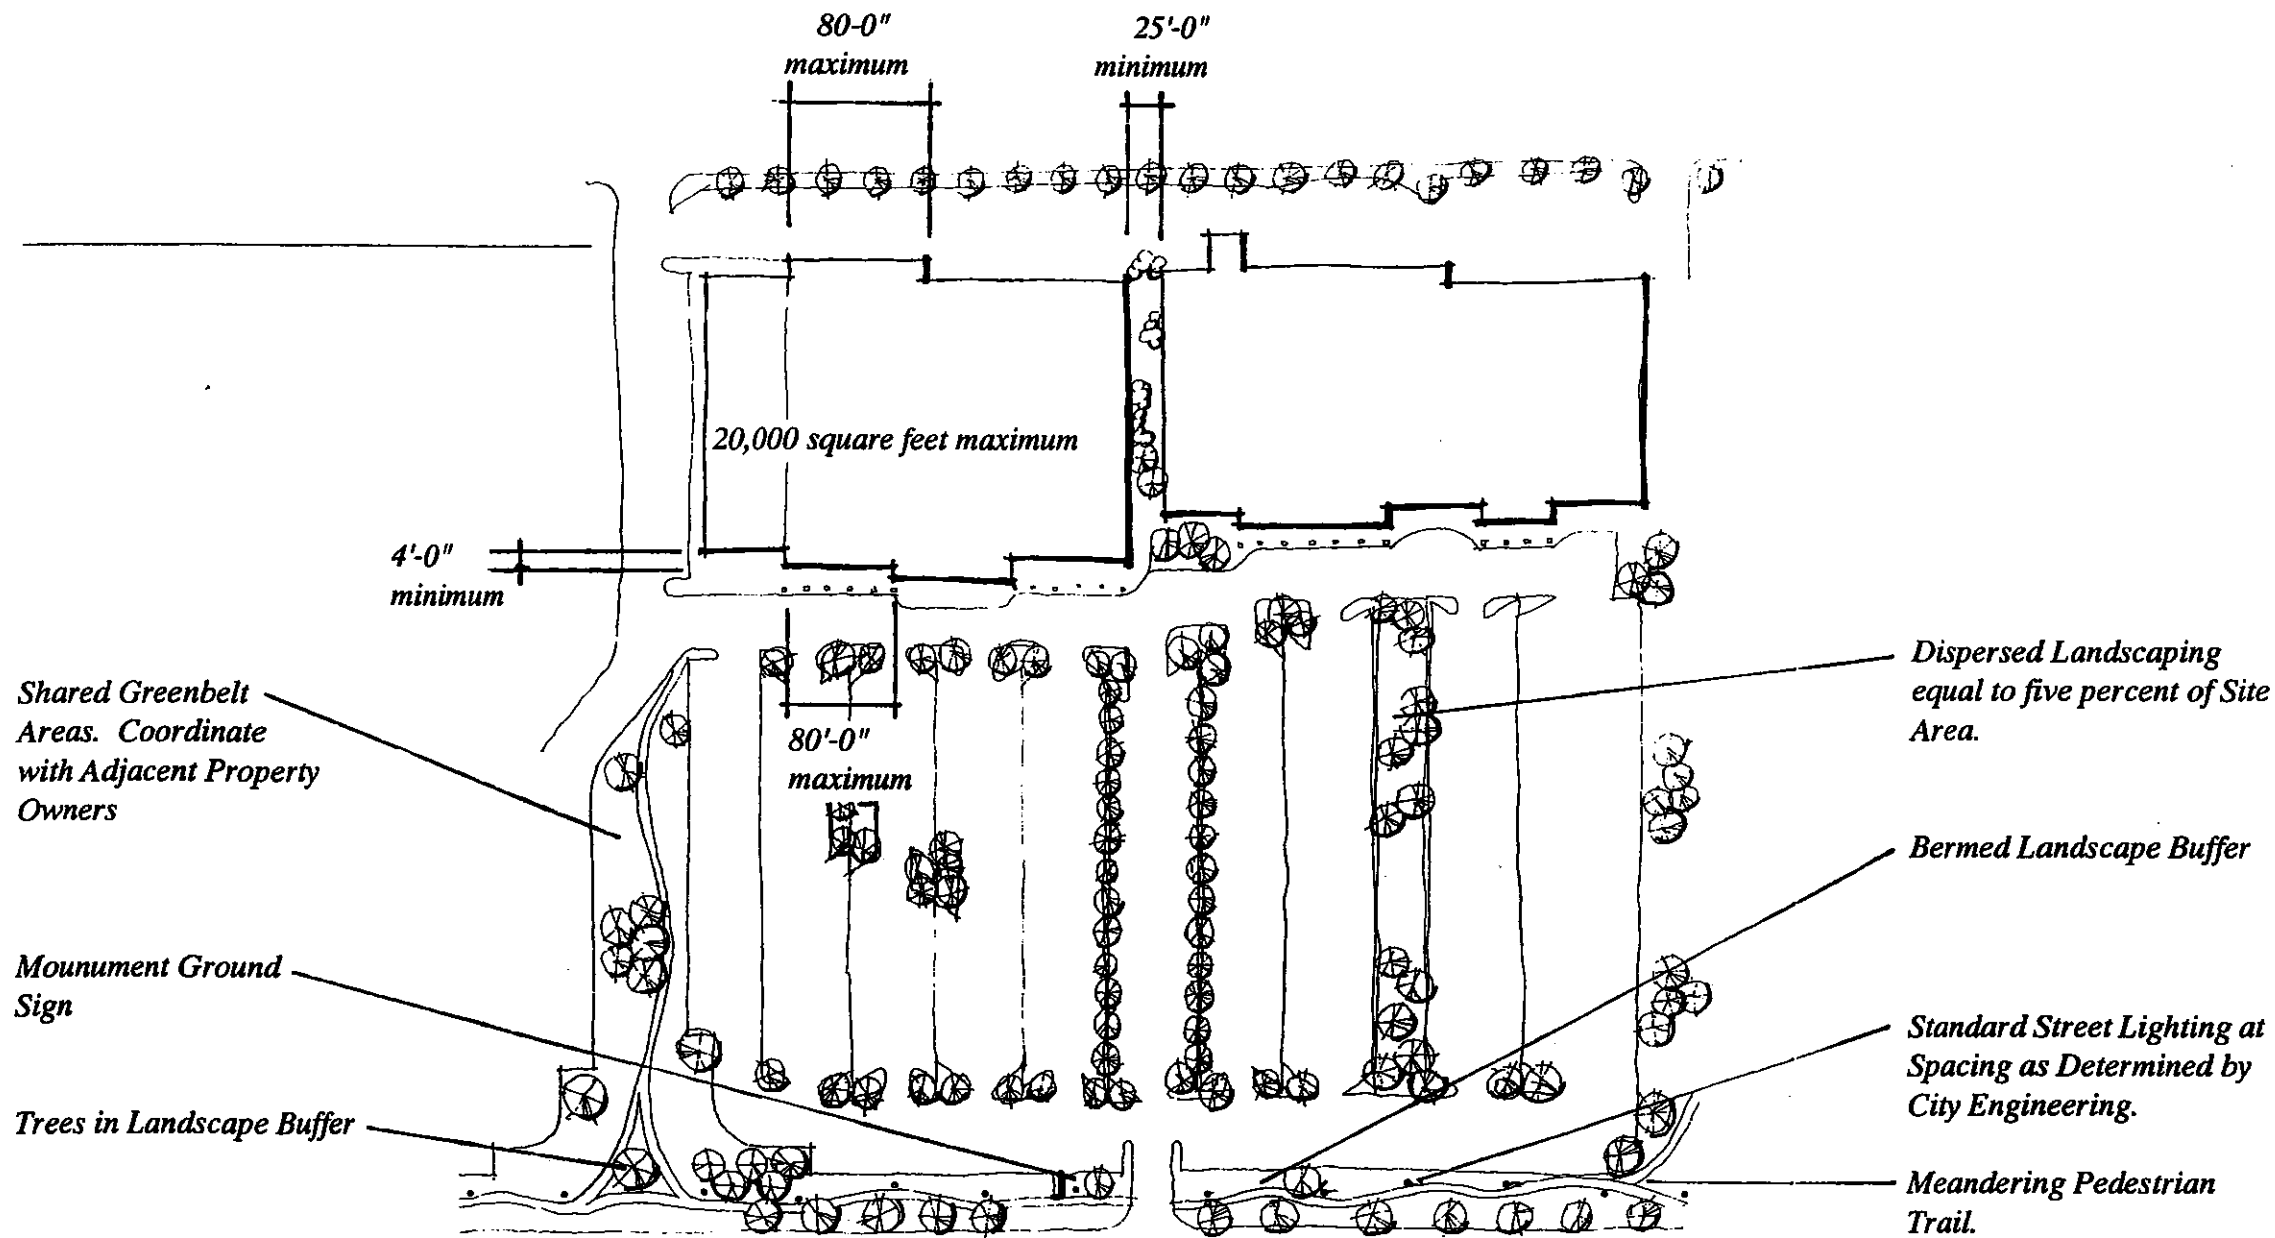 80-0"
maximum
25'-0"
minimum
20,000 square feet maximum
4'-0"
minimum
80'-0"
maximum
Shared Greenbelt
Areas. Coordinate
with Adjacent Property
Owners
Mounument Ground
Sign
Trees in Landscape Buffer
Dispersed Landscaping
equal to five percent of Site
Area.
Bermed Landscape Buffer
Standard Street Lighting at
Spacing as Determined by
City Engineering.
Meandering Pedestrian
Trail.